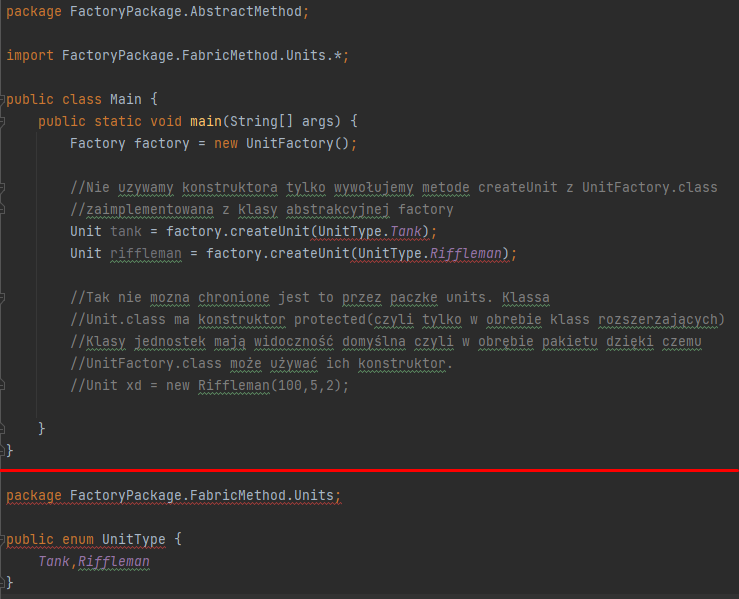 package FactoryPackage.AbstractMethod;
import FactoryPackage.FabricMethod.Units.*;
public class Main {
public static void main(String[] args) {
Factory factory = new UnitFactory();
//Nie uzywamy konstruktora tylko wywołujemy metode createUnit z UnitFactory.class
//zaimplementowana z klasy abstrakcyjnej factory
Unit tank = factory.createUnit(UnitType.Tank);
Unit riffleman = factory.createUnit(UnitType.Riffleman);
//Tak nie mozna chronione jest to przez paczke units. Klassa
//Unit.class ma konstruktor protected(czyli tylko w obrebie klass rozszerzających)
//Klasy jednostek mają widoczność domyślna czyli w obrębie pakietu dzięki czemu
//UnitFactory.class może używać ich konstruktor.
//Unit xd = new Riffleman(100,5,2);
}
}
package FactoryPackage.FabricMethod.Units;
public enum UnitType {
Tank,Riffleman
}